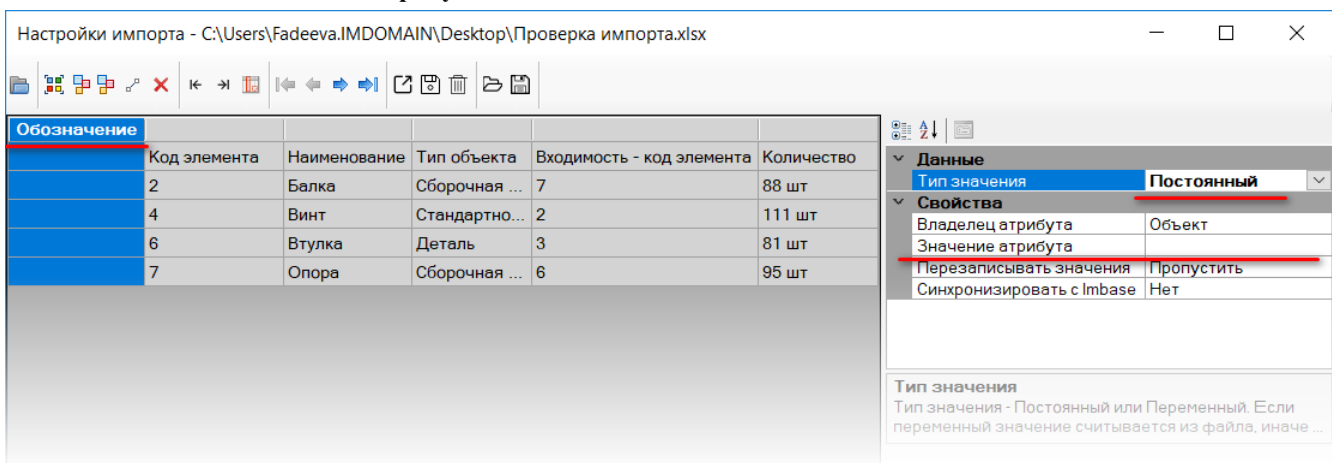 Настройки импорта - C:\Users\Fadeeva.IMDOMAIN\Desktop\Проверка импорта.xlsx
Обозначение
Код элемента Наименование Тип объекта Входимость - код элемента Количество
2 Балка Сборочная ... 7 88 шт
4 Винт Стандартно... 2 111 шт
6 Втулка Деталь 3 81 шт
7 Опора Сборочная ... 6 95 шт
Данные
Тип значения Постоянный
Свойства
Владелец атрибута Объект
Значение атрибута
Перезаписывать значения Пропустить
Синхронизировать с Imbase Нет
Тип значения
Тип значения - Постоянный или Переменный. Если
переменный значение считывается из файла, иначе ...